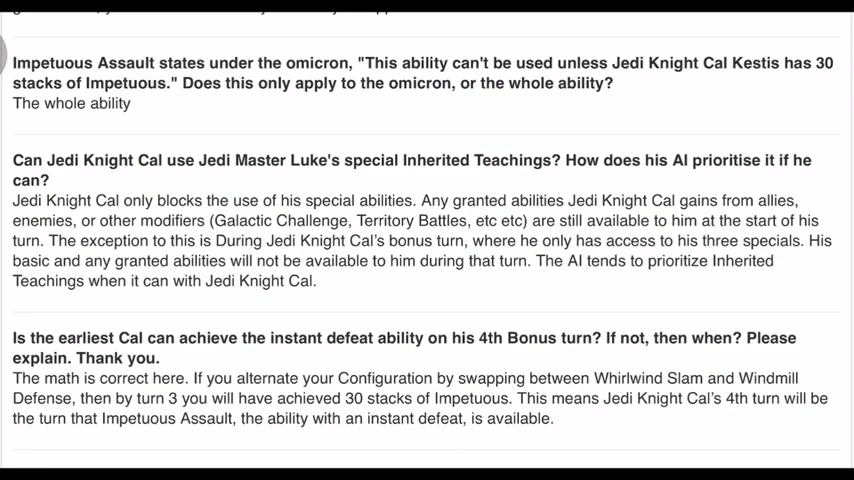 Impetuous Assault states under the omicron, "This ability can't be used unless Jedi Knight Cal Kestis has 30
stacks of Impetuous." Does this only apply to the omicron, or the whole ability?
The whole ability
Can Jedi Knight Cal use Jedi Master Luke's special Inherited Teachings? How does his AI prioritise it if he
can?
Jedi Knight Cal only blocks the use of his special abilities. Any granted abilities Jedi Knight Cal gains from allies,
enemies, or other modifiers (Galactic Challenge, Territory Battles, etc etc) are still available to him at the start of his
turn. The exception to this is During Jedi Knight Cal's bonus turn, where he only has access to his three specials. His
basic and any granted abilities will not be available to him during that turn. The AI tends to prioritize Inherited
Teachings when it can with Jedi Knight Cal.
Is the earliest Cal can achieve the instant defeat ability on his 4th Bonus turn? If not, then when? Please
explain. Thank you.
The math is correct here. If you alternate your Configuration by swapping between Whirlwind Slam and Windmill
Defense, then by turn 3 you will have achieved 30 stacks of Impetuous. This means Jedi Knight Cal's 4th turn will be
the turn that Impetuous Assault, the ability with an instant defeat, is available.